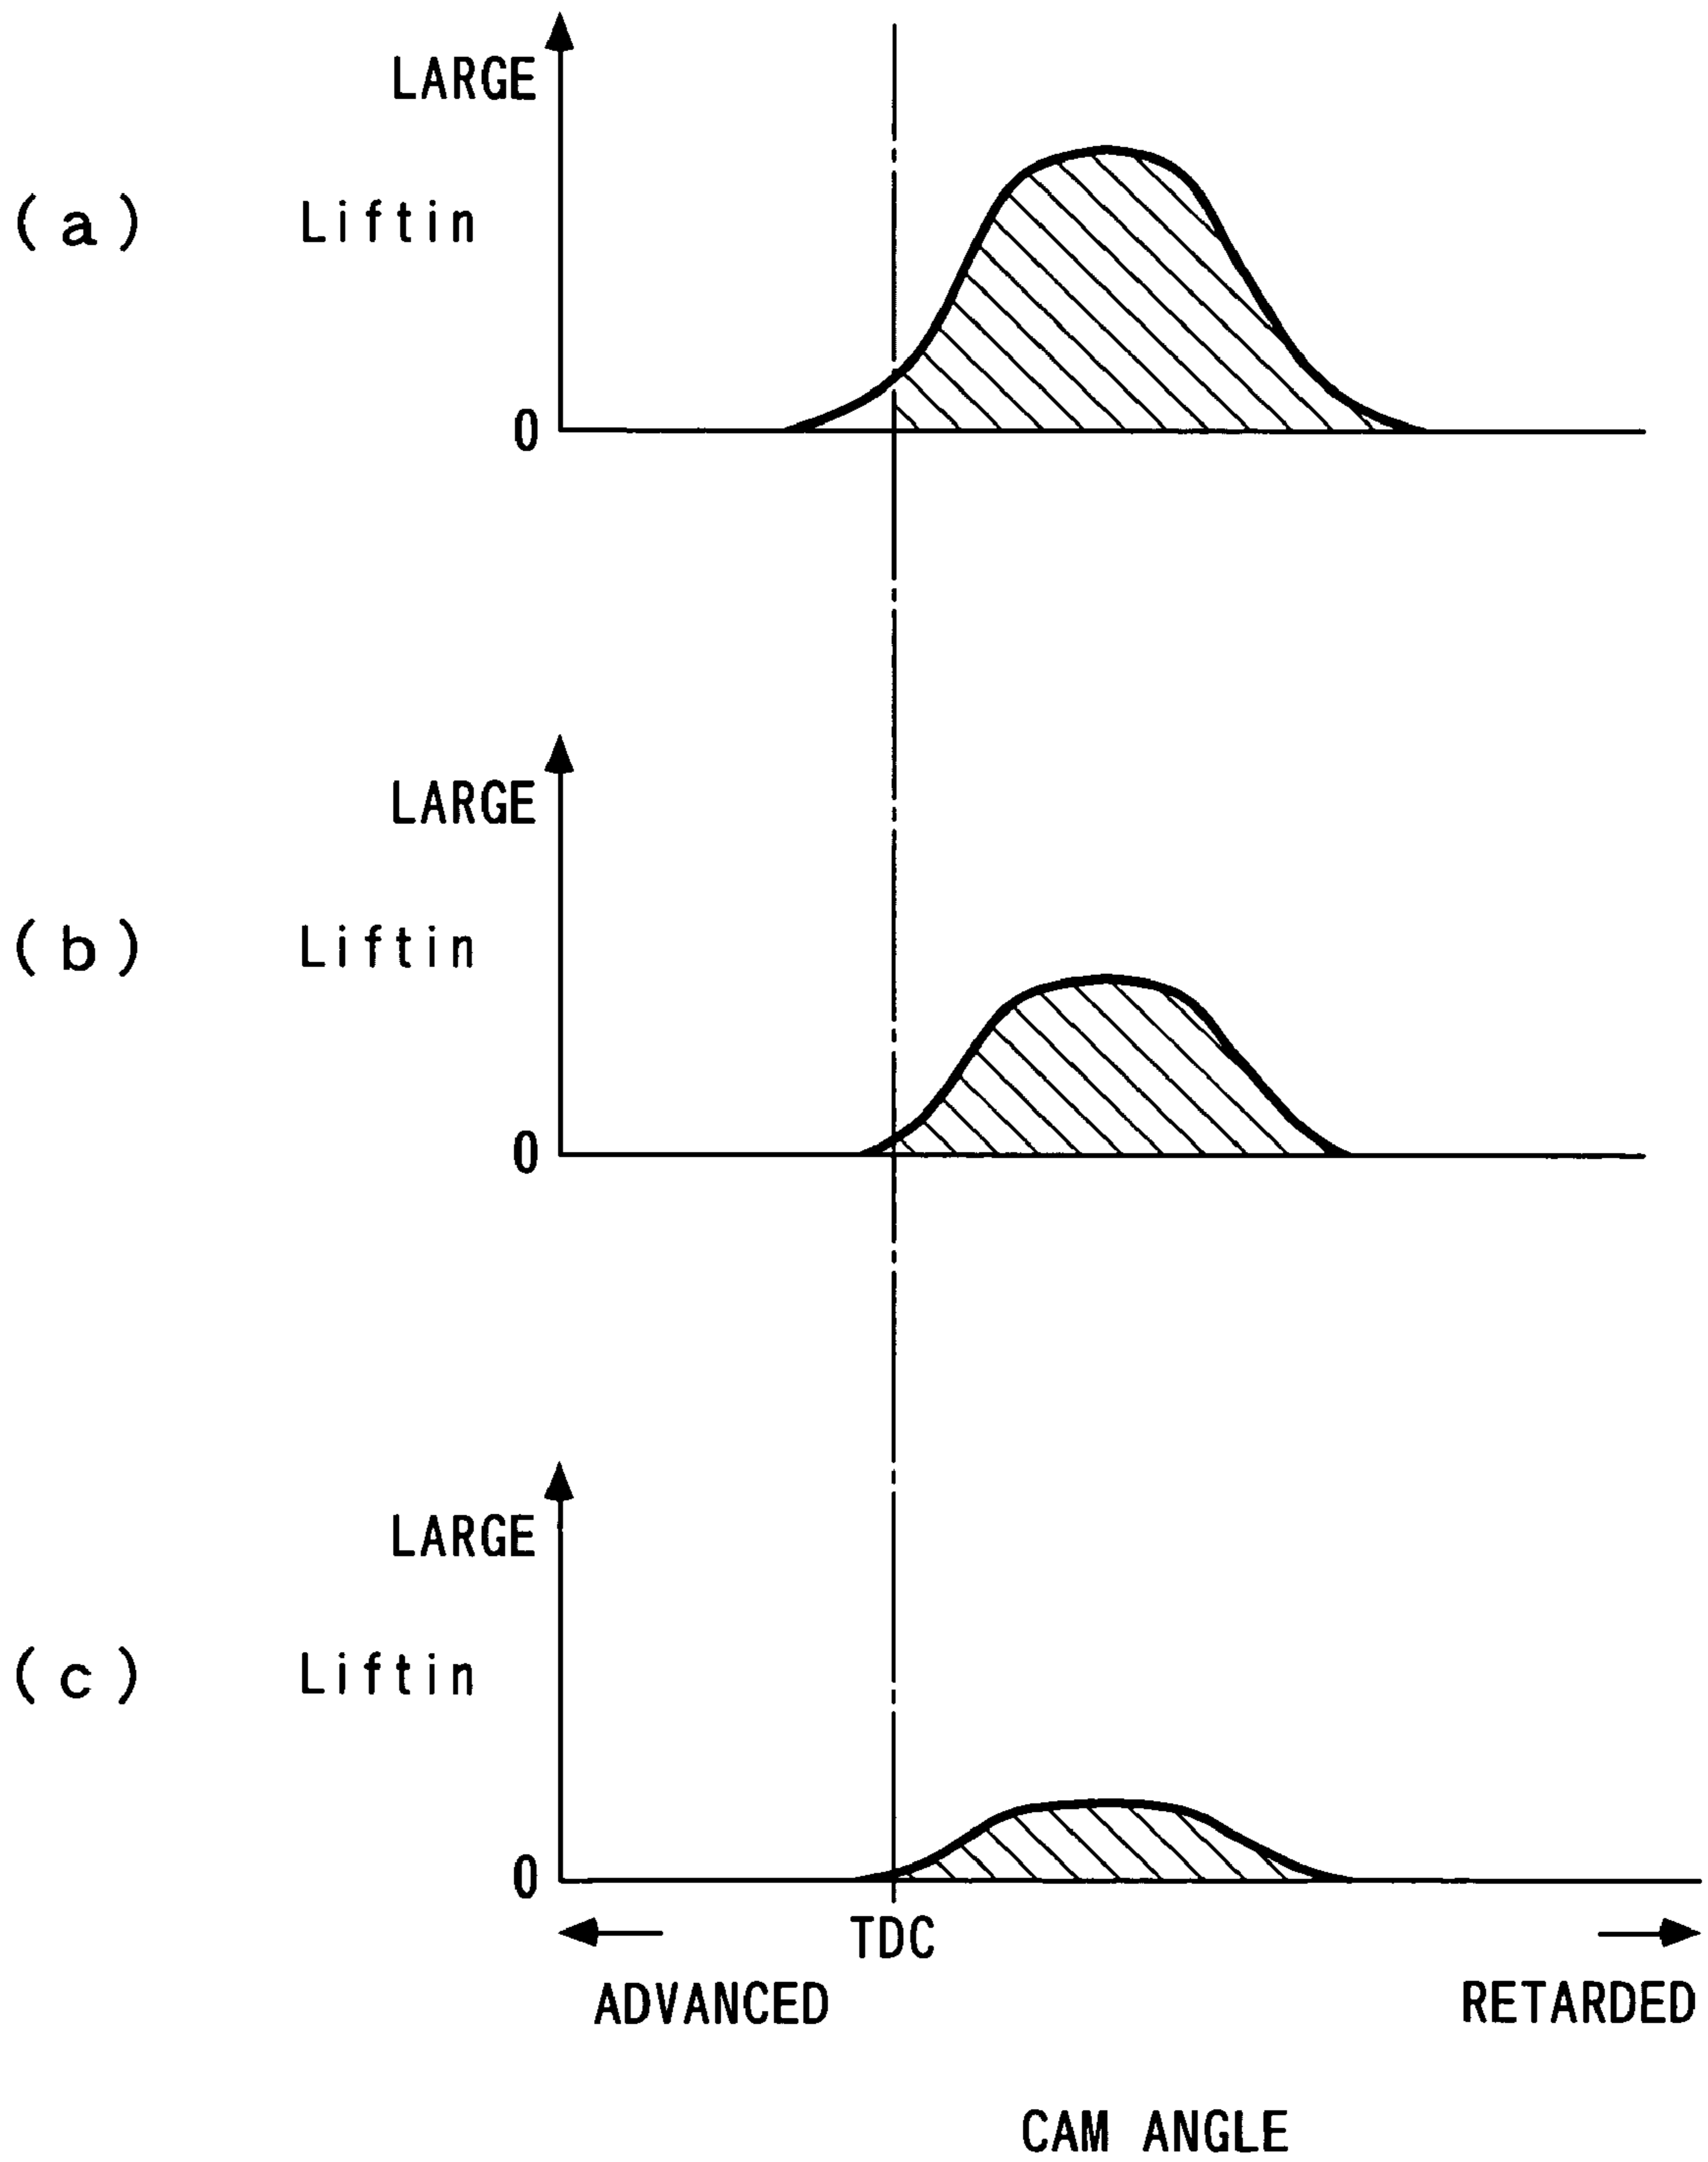 LARGE
(a) Liftin
0
LARGE
(b) Liftin
0
LARGE
(c) Liftin
0
TDC
ADVANCED RETARDED
CAM ANGLE